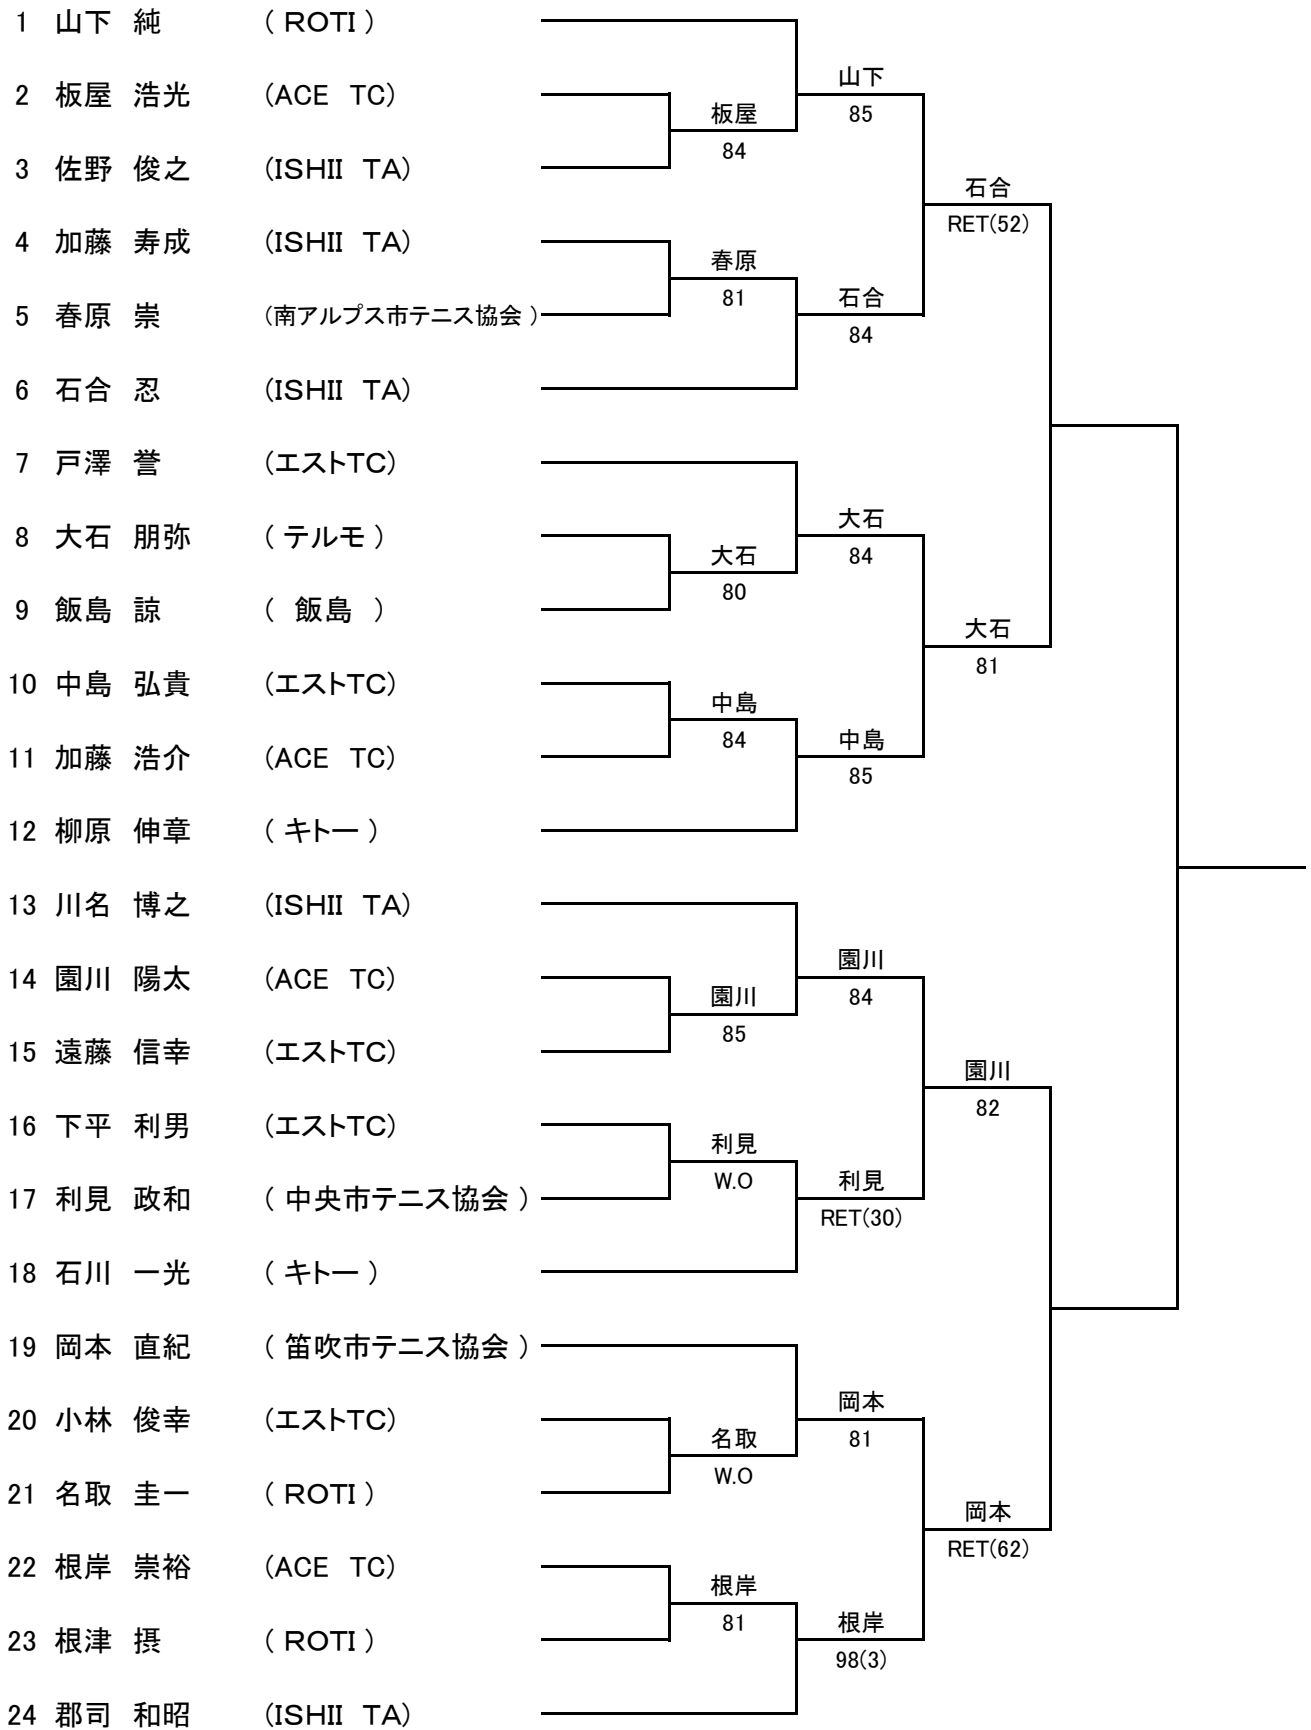 1 山下 純 ( ROTI )
山下
2 板屋 浩光 (ACE TC)
板屋
85
84
3 佐野 俊之 (ISHII TA)
石合
RET(52)
4 加藤 寿成 (ISHII TA)
春原
81
石合
5 春原 崇 (南アルプス市テニス協会 )
84
6 石合 忍 (ISHII TA)
7 戸澤 誉 (エストTC)
大石
8 大石 朋弥 ( テルモ )
大石
84
80
9 飯島 諒 ( 飯島 )
大石
81
10 中島 弘貴 (エストTC)
中島
84
中島
11 加藤 浩介 (ACE TC)
85
12 柳原 伸章 ( キトー )
13 川名 博之 (ISHII TA)
園川
14 園川 陽太 (ACE TC)
園川
84
85
15 遠藤 信幸 (エストTC)
園川
82
16 下平 利男 (エストTC)
利見
W.O
利見
17 利見 政和 ( 中央市テニス協会 )
RET(30)
18 石川 一光 ( キトー )
19 岡本 直紀 ( 笛吹市テニス協会 )
岡本
20 小林 俊幸 (エストTC)
名取
81
W.O
21 名取 圭一 ( ROTI )
岡本
RET(62)
22 根岸 崇裕 (ACE TC)
根岸
81
根岸
23 根津 摂 ( ROTI )
98(3)
24 郡司 和昭 (ISHII TA)